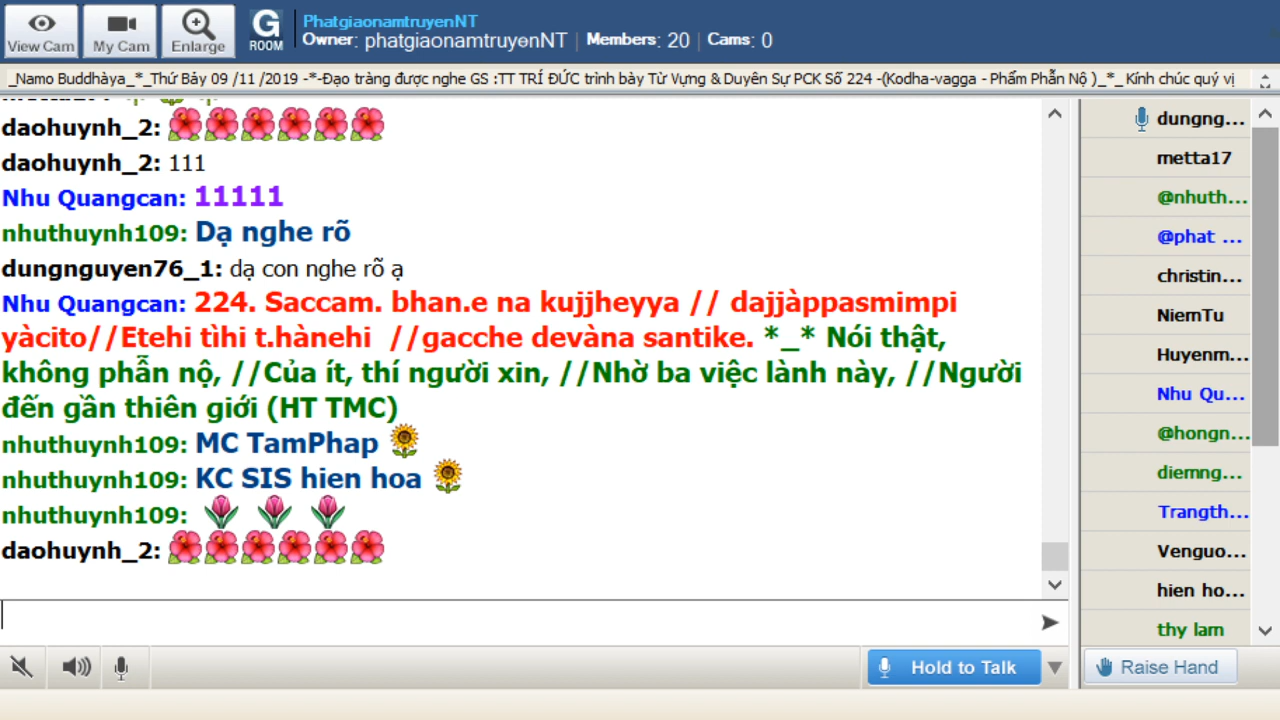 View Cam
My Cam
Enlarge
G
ROOM
PhatgiaonamtruyenNT
Owner: phatgiaonamtruyenNT | Members: 20 | Cams: 0
_Namo Buddhàya_*_Thứ Bảy 09 /11 /2019 -*-Đạo tràng được nghe GS :TT TRÍ ĐỨC trình bày Từ Vựng & Duyên Sự PCK Số 224 -(Kodha-vagga - Phẩm Phẫn Nộ )_*_ Kính chúc quý vị
daohuynh_2:
daohuynh_2: 111
Nhu Quangcan: 11111
nhuthuynh109: Dạ nghe rõ
dungnguyen76_1: dạ con nghe rõ ạ
Nhu Quangcan: 224. Saccam. bhan.e na kujjheyya // dajjàppasmimpi
yàcito//Etehi tìhi t.hànehi //gacche devàna santike. *_* Nói thật,
không phẫn nộ, //Của ít, thí người xin, //Nhờ ba việc lành này, //Người
đến gần thiên giới (HT TMC)
nhuthuynh109: MC TamPhap
nhuthuynh109: KC SIS hien hoa
nhuthuynh109:
daohuynh_2:
dungng...
metta17
@nhuth...
@phat ...
christin...
NiemTu
Huyenm...
Nhu Qu...
@hongn...
diemng...
Trangth...
Venguo...
hien ho...
thy lam
Hold to Talk
Raise Hand